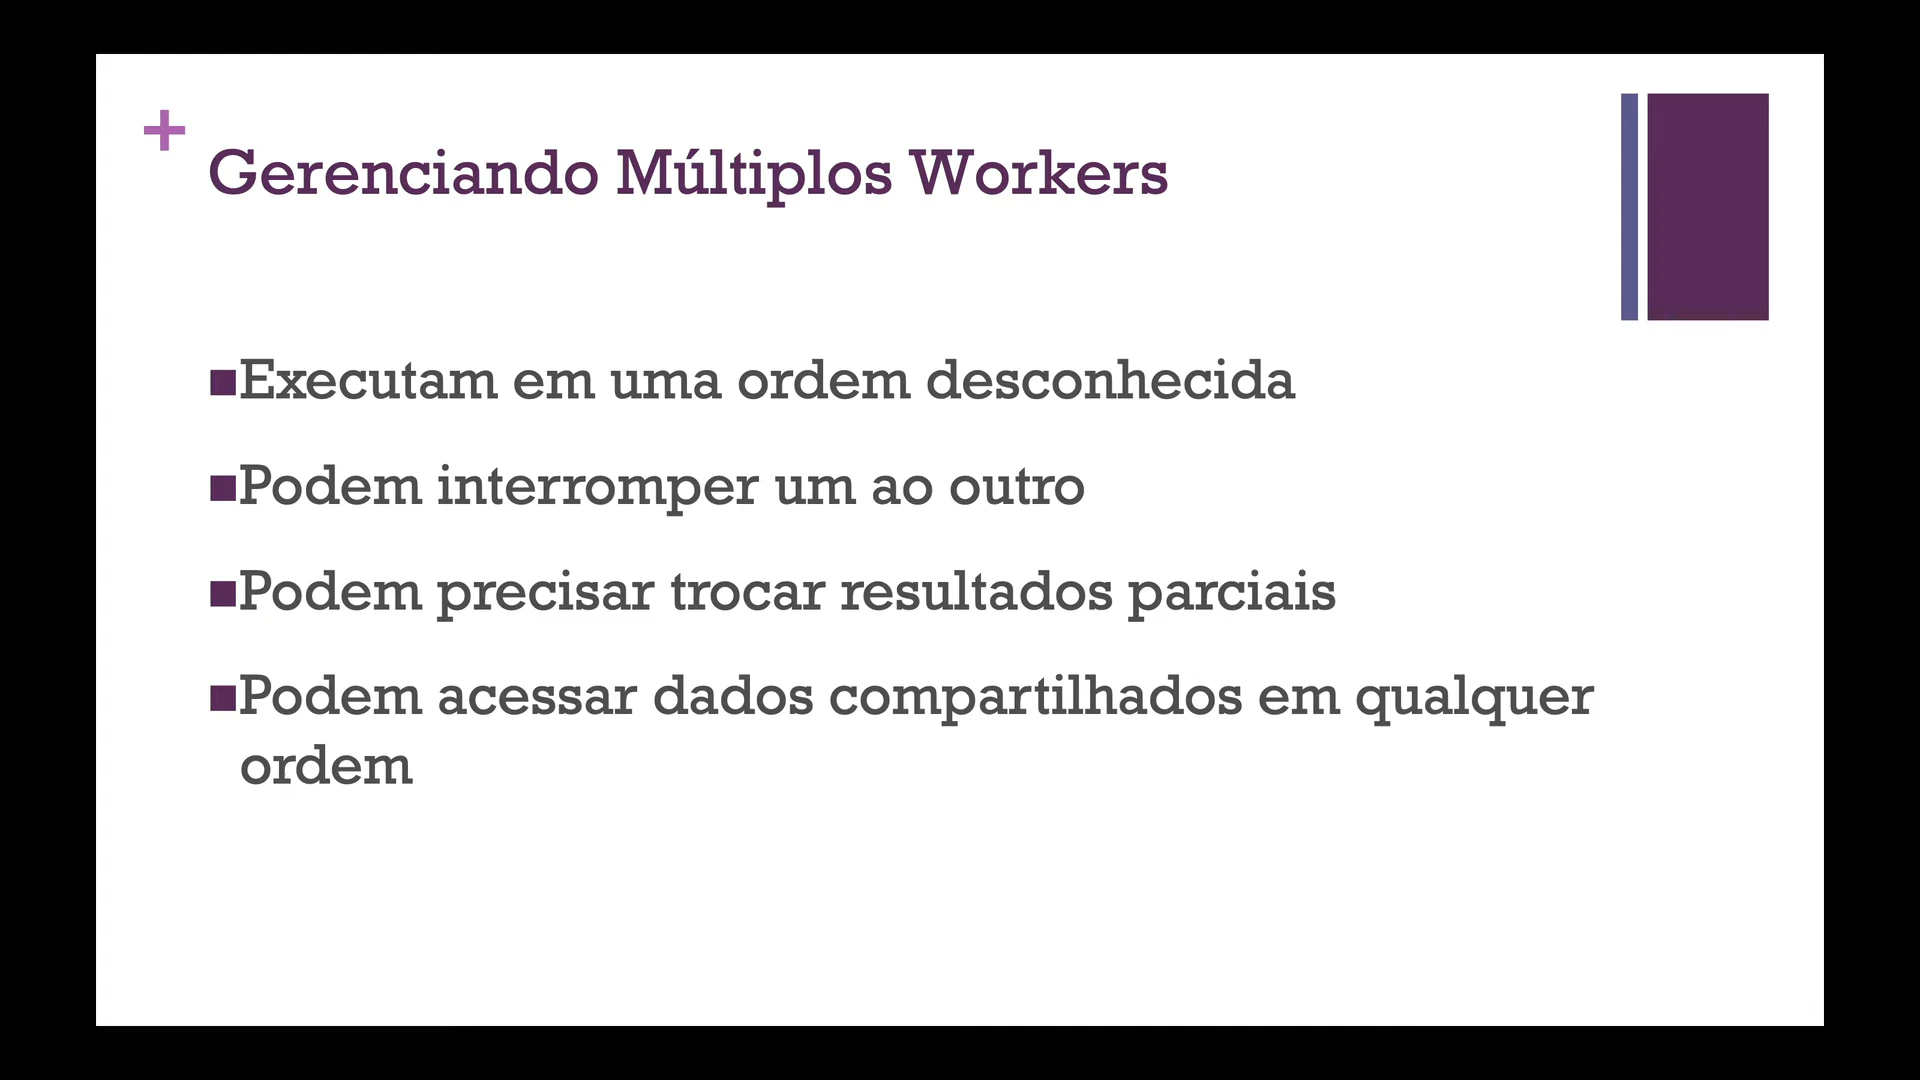 +
Gerenciando Múltiplos Workers
■Executam em uma ordem desconhecida
■Podem interromper um ao outro
■Podem precisar trocar resultados parciais
■Podem acessar dados compartilhados em qualquer
ordem